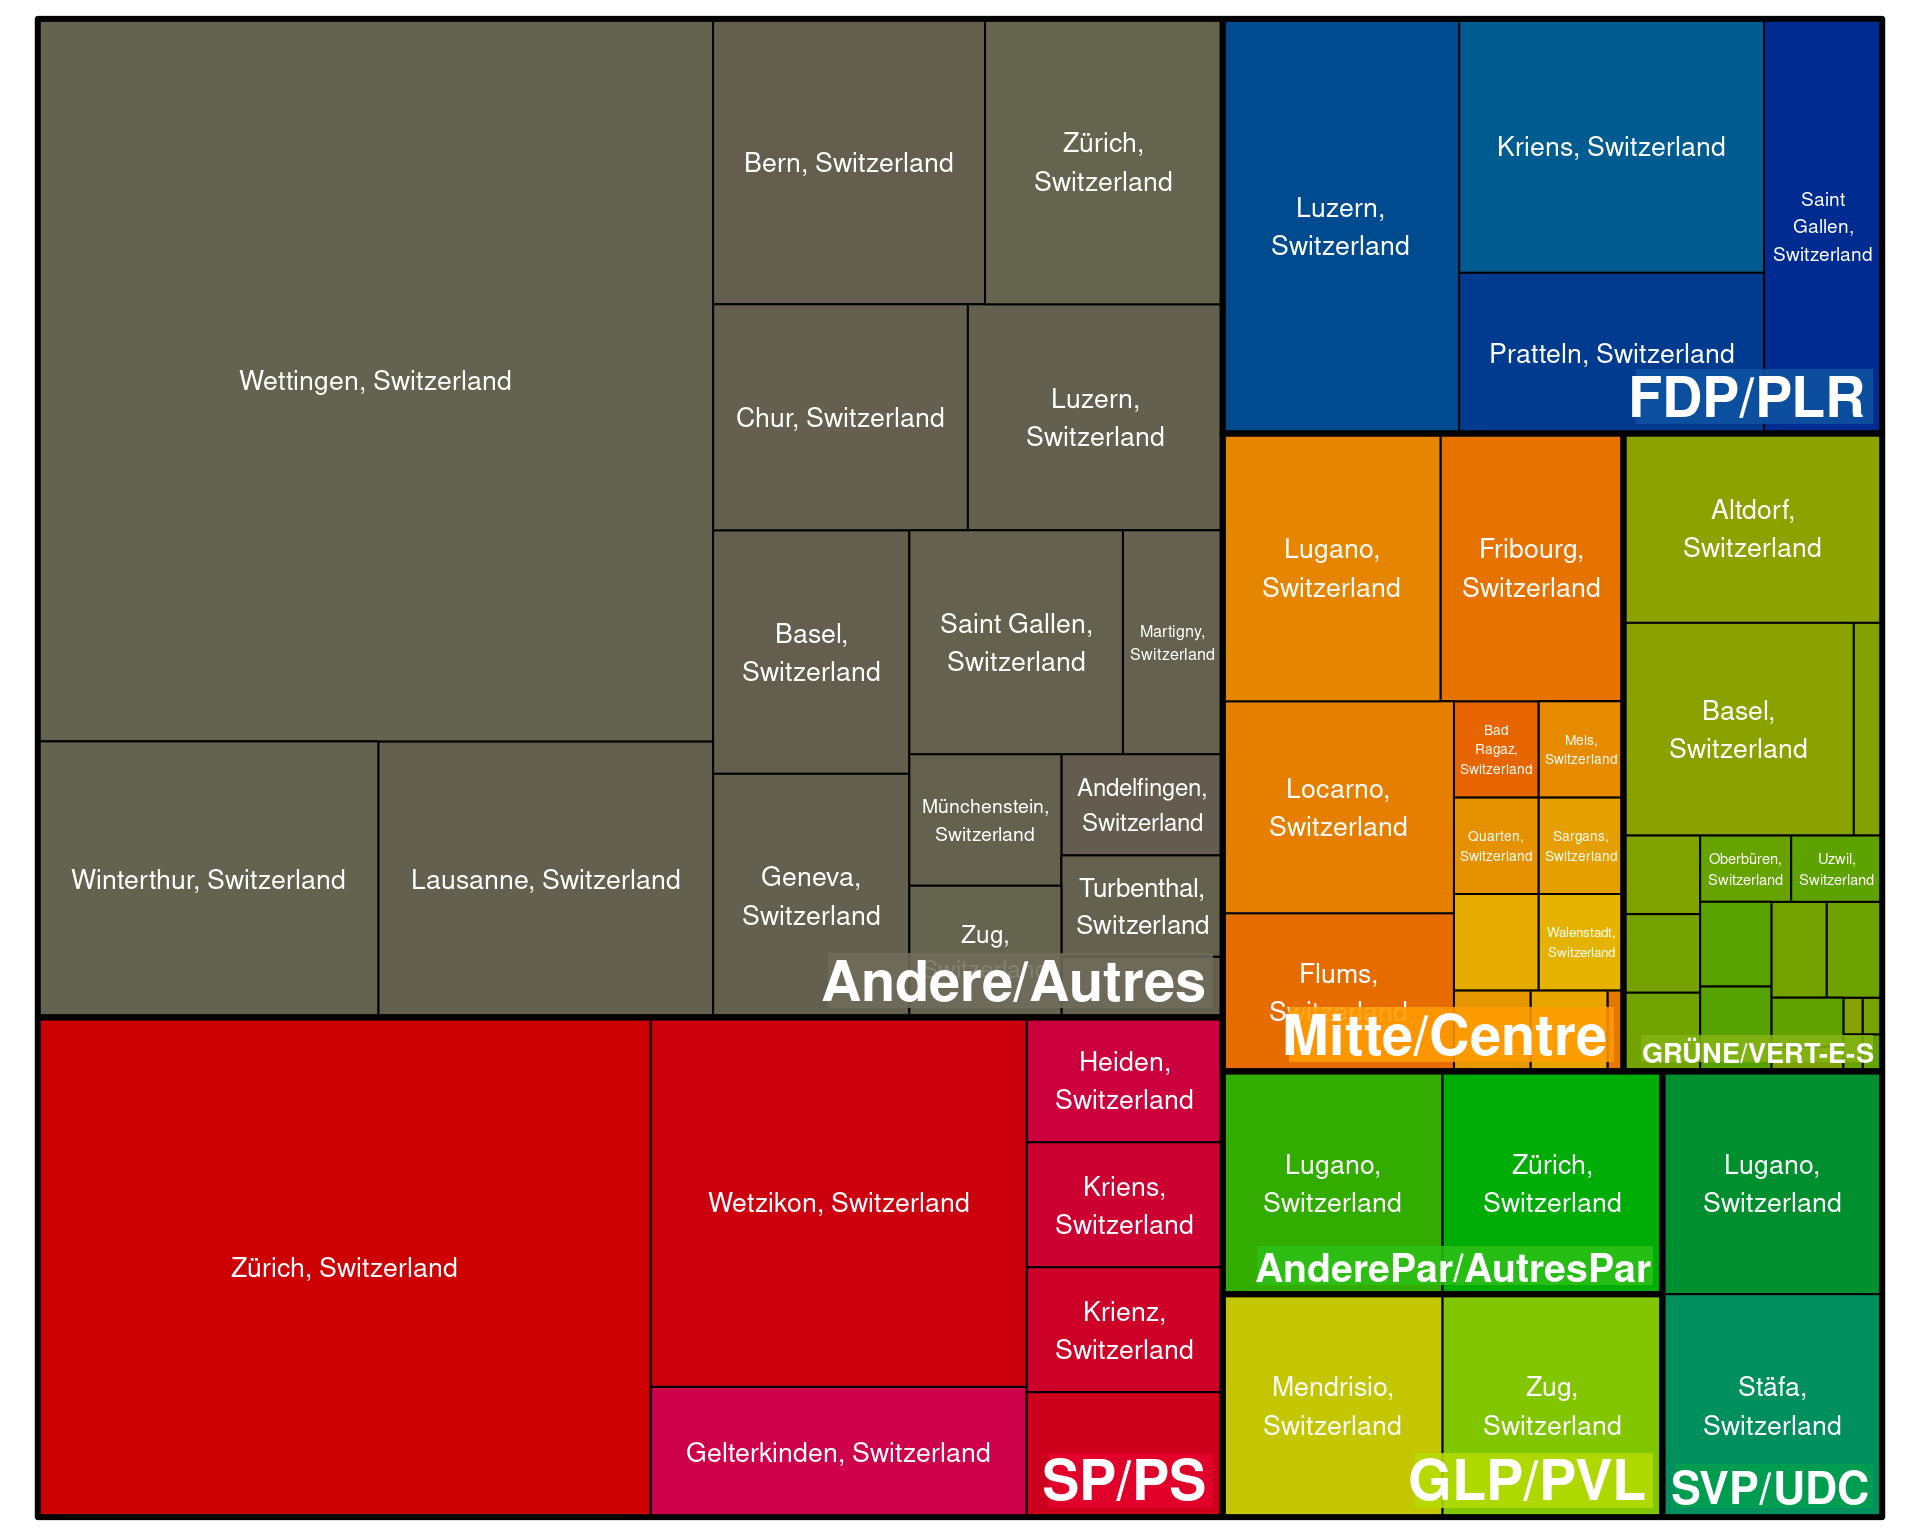 Wettingen, Switzerland
Bern, Switzerland
Zürich,
Switzerland
Chur, Switzerland
Luzern,
Switzerland
Basel,
Switzerland
Saint Gallen,
Switzerland
Martigny,
Switzerland
Winterthur, Switzerland
Lausanne, Switzerland
Geneva,
Switzerland
Münchenstein,
Switzerland
Andelfingen,
Switzerland
Turbenthal,
Switzerland
Zug,
Switzerland
Andere/Autres
Luzern,
Switzerland
Kriens, Switzerland
Saint
Gallen,
Switzerland
Pratteln, Switzerland
FDP/PLR
Lugano,
Switzerland
Fribourg,
Switzerland
Locarno,
Switzerland
Bad
Ragaz,
Switzerland
Mels,
Switzerland
Quarten,
Switzerland
Sargans,
Switzerland
Walenstadt,
Switzerland
Flums,
Switzerland
Mitte/Centre
Altdorf,
Switzerland
Basel,
Switzerland
Oberbüren,
Switzerland
Uzwil,
Switzerland
GRÜNE/VERT-E-S
Zürich, Switzerland
Wetzikon, Switzerland
Gelterkinden, Switzerland
Heiden,
Switzerland
Kriens,
Switzerland
Krienz,
Switzerland
SP/PS
Lugano,
Switzerland
Zürich,
Switzerland
AnderePar/AutresPar
Mendrisio,
Switzerland
Zug,
Switzerland
GLP/PVL
Lugano,
Switzerland
Stäfa,
Switzerland
SVP/UDC